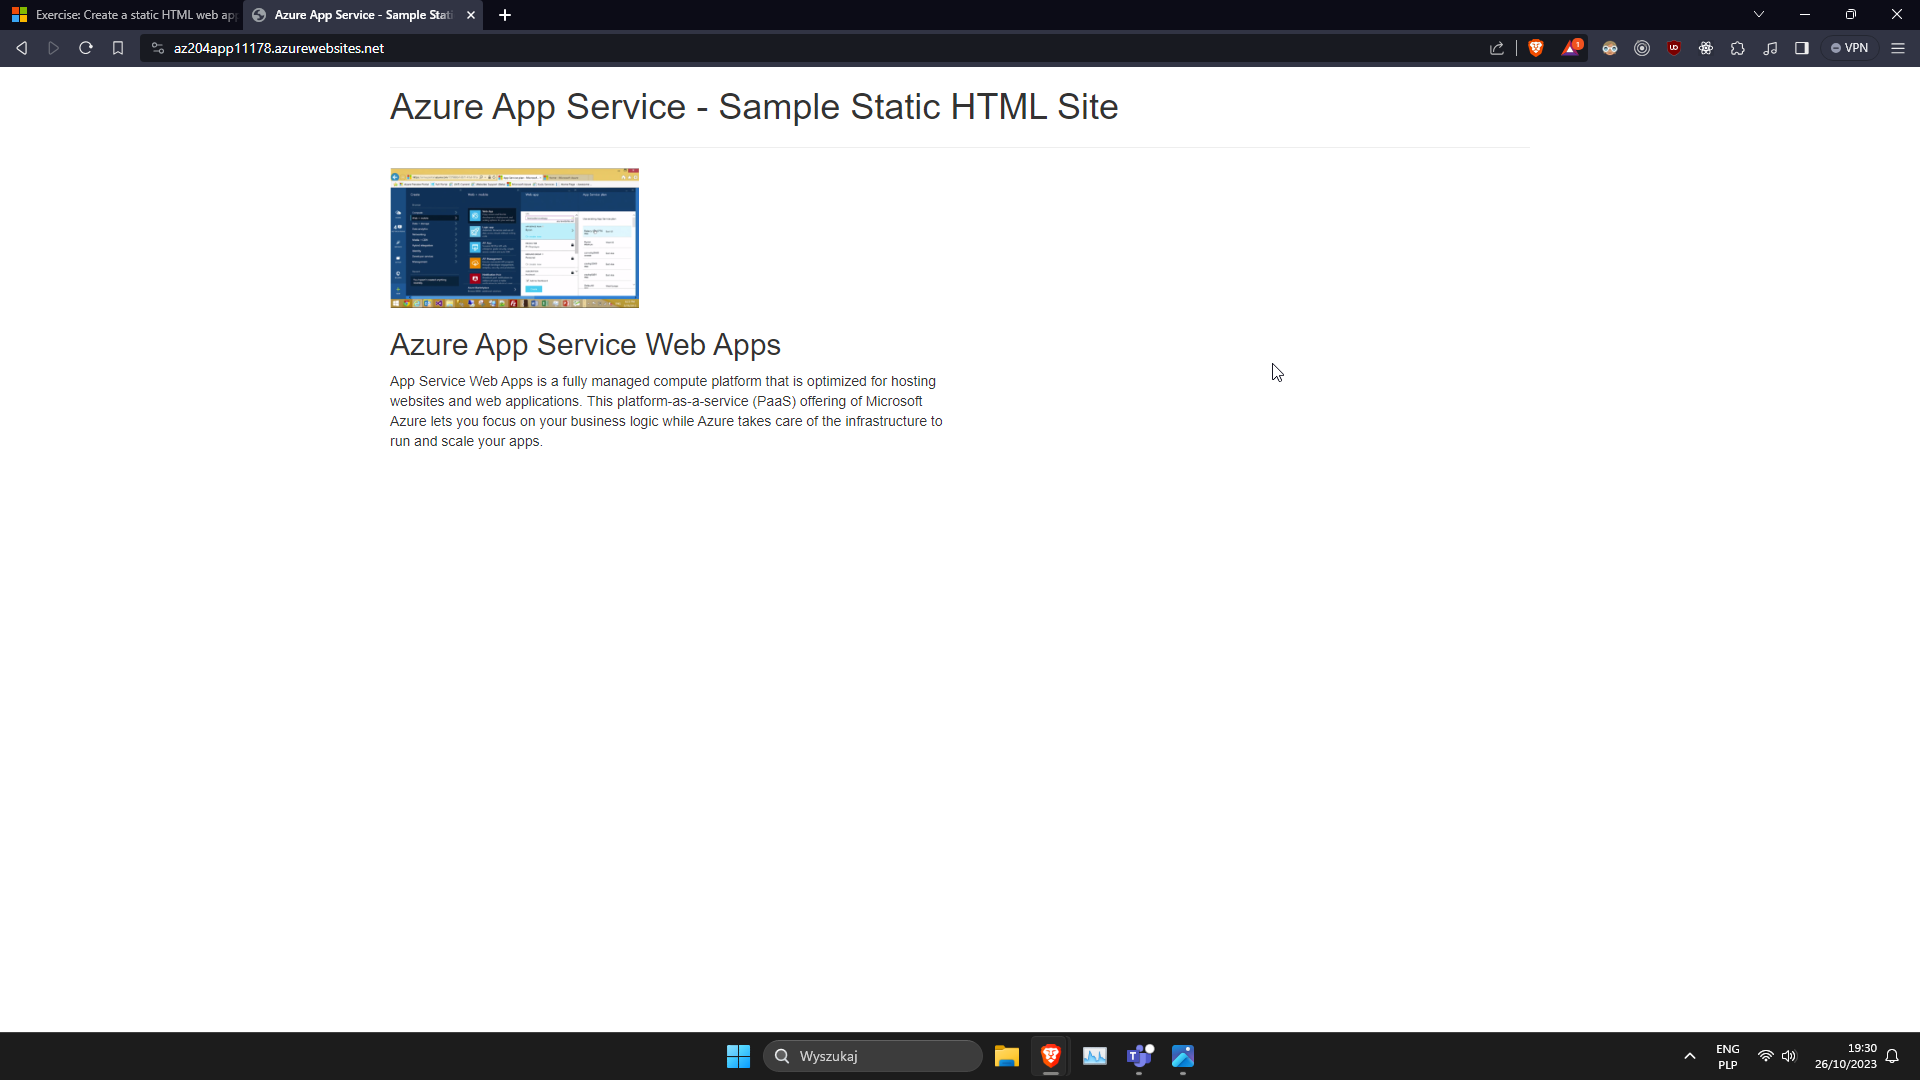 Exercise: Create a static HTML web app
Azure App Service - Sample Stati
az204app11178.azurewebsites.net
1
VPN
Azure App Service - Sample Static HTML Site
Azure App Service Web Apps
App Service Web Apps is a fully managed compute platform that is optimized for hosting
websites and web applications. This platform-as-a-service (PaaS) offering of Microsoft
Azure lets you focus on your business logic while Azure takes care of the infrastructure to
run and scale your apps.
Wyszukaj
ENG
PLP
19:30
26/10/2023